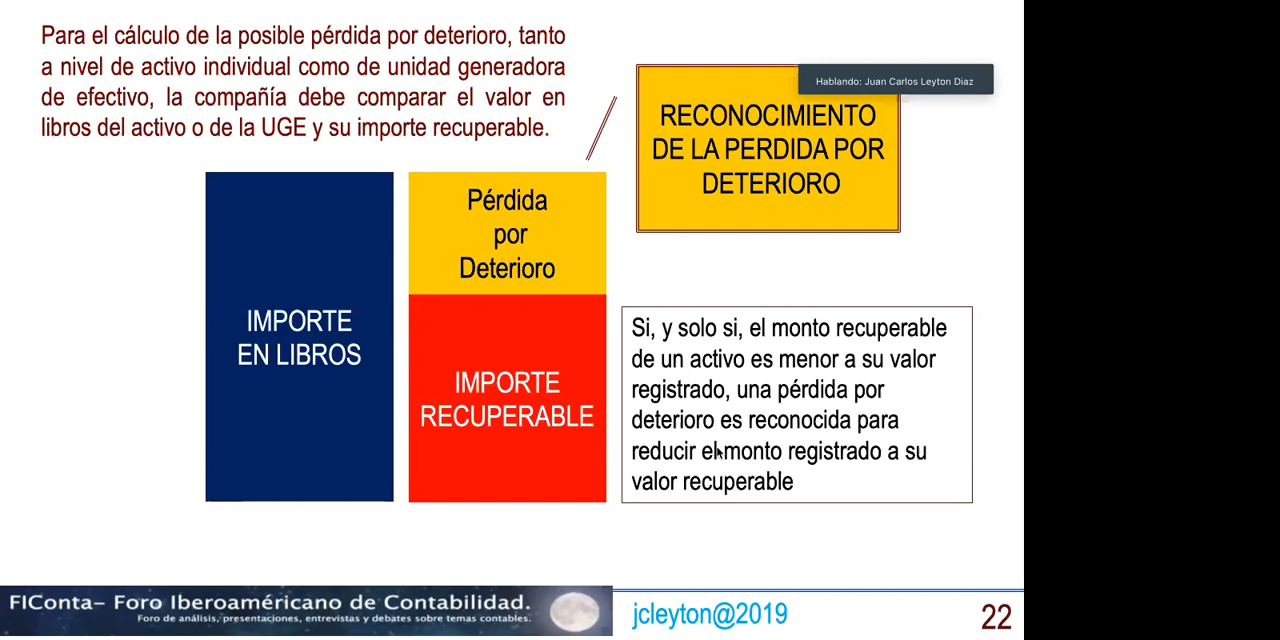 Para el cálculo de la posible pérdida por deterioro, tanto
a nivel de activo individual como de unidad generadora
de efectivo, la compañía debe comparar el valor en
libros del activo o de la UGE y su importe recuperable.
Hablando: Juan Carlos Leyton Diaz
RECONOCIMIENTO
DE LA PERDIDA POR
DETERIORO
Pérdida
por
Deterioro
IMPORTE
EN LIBROS
IMPORTE
RECUPERABLE
Si, y solo si, el monto recuperable
de un activo es menor a su valor
registrado, una pérdida por
deterioro es reconocida para
reducir el monto registrado a su
valor recuperable
FIConta– Foro Iberoaméricano de Contabilidad.
Foro de análisis, presentaciones, entrevistas y debates sobre temas contables.
jcleyton@2019
22